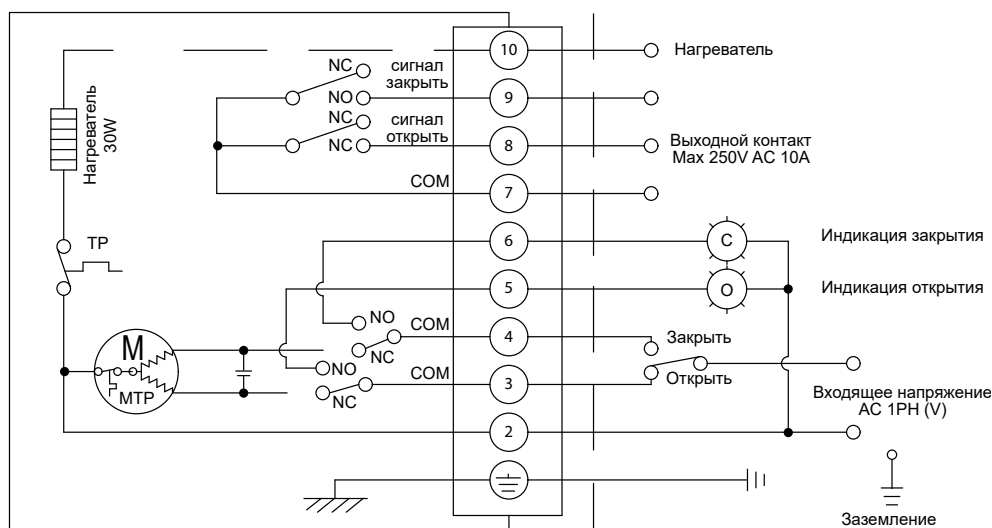 10
Нагреватель
NC
сигнал
закрыть
NO
9
NC
сигнал
открыть
NC
8
Выходной контакт
Max 250V AC 10A
Нагреватель
30W
COM
7
6
C
Индикация закрытия
TP
5
O
Индикация открытия
NO
COM
4
Закрыть
M
NC
NO
COM
3
Открыть
MTP
NC
Входящее напряжение
AC 1PH (V)
2
Заземление